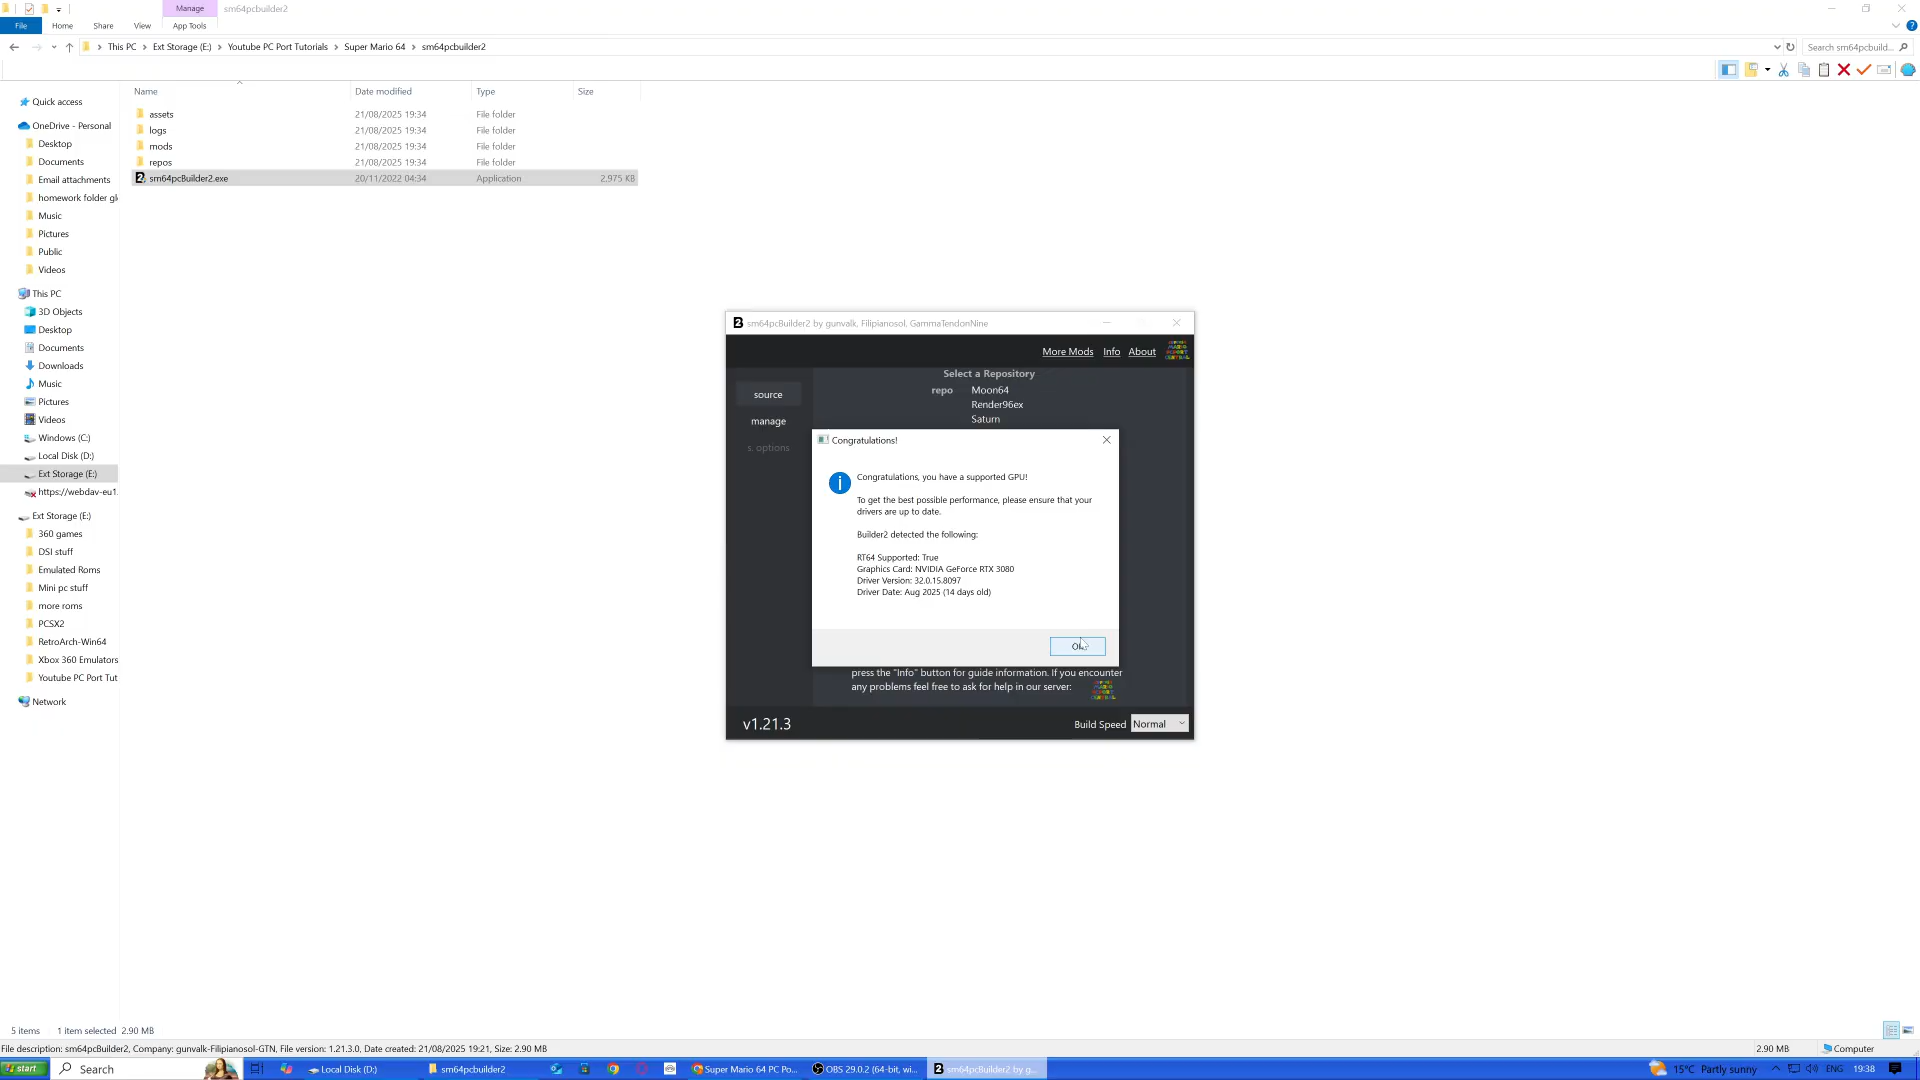 Manage
sm64pcbuilder2
File
Home
Share
View
App Tools
This PC
Ext Storage (E:)
Youtube PC Port Tutorials
Super Mario 64
sm64pcbuilder2
Search sm64pcbuild...
Name
Date modified
Type
Size
assets
21/08/2025 19:34
File folder
logs
21/08/2025 19:34
File folder
mods
21/08/2025 19:34
File folder
repos
21/08/2025 19:34
File folder
sm64pcBuilder2.exe
20/11/2022 04:34
Application
2,975 KB
Quick access
OneDrive - Personal
Desktop
Documents
Email attachments
homework folder gl
Music
Pictures
Public
Videos
This PC
3D Objects
Desktop
Documents
Downloads
Music
Pictures
Videos
Windows (C:)
Local Disk (D:)
Ext Storage (E:)
https://webdav-eu1.
Ext Storage (E:)
360 games
DSI stuff
Emulated Roms
Mini pc stuff
more roms
PCSX2
RetroArch-Win64
Xbox 360 Emulators
Youtube PC Port Tut
Network
sm64pcBuilder2 by gunvalk, Filipianosol, GammaTendonNine
More Mods
Info
About
source
manage
s. options
Select a Repository
repo
Moon64
Render96ex
Saturn
Congratulations!
Congratulations, you have a supported GPU!
To get the best possible performance, please ensure that your
drivers are up to date.
Builder2 detected the following:
RT64 Supported: True
Graphics Card: NVIDIA GeForce RTX 3080
Driver Version: 32.0.15.8097
Driver Date: Aug 2025 (14 days old)
press the "Info" button for guide information. If you encounter
any problems feel free to ask for help in our server:
v1.21.3
Build Speed
Normal
5 items
1 item selected 2.90 MB
File description: sm64pcBuilder2, Company: gunvalk-Filipianosol-GTN, File version: 1.21.3.0, Date created: 21/08/2025 19:21, Size: 2.90 MB
2.90 MB
Computer
start
Search
Local Disk (D:)
sm64pcbuilder2
Super Mario 64 PC Po...
OBS 29.0.2 (64-bit, wi...
sm64pcBuilder2 by g...
15°C Partly sunny
ENG
19:38